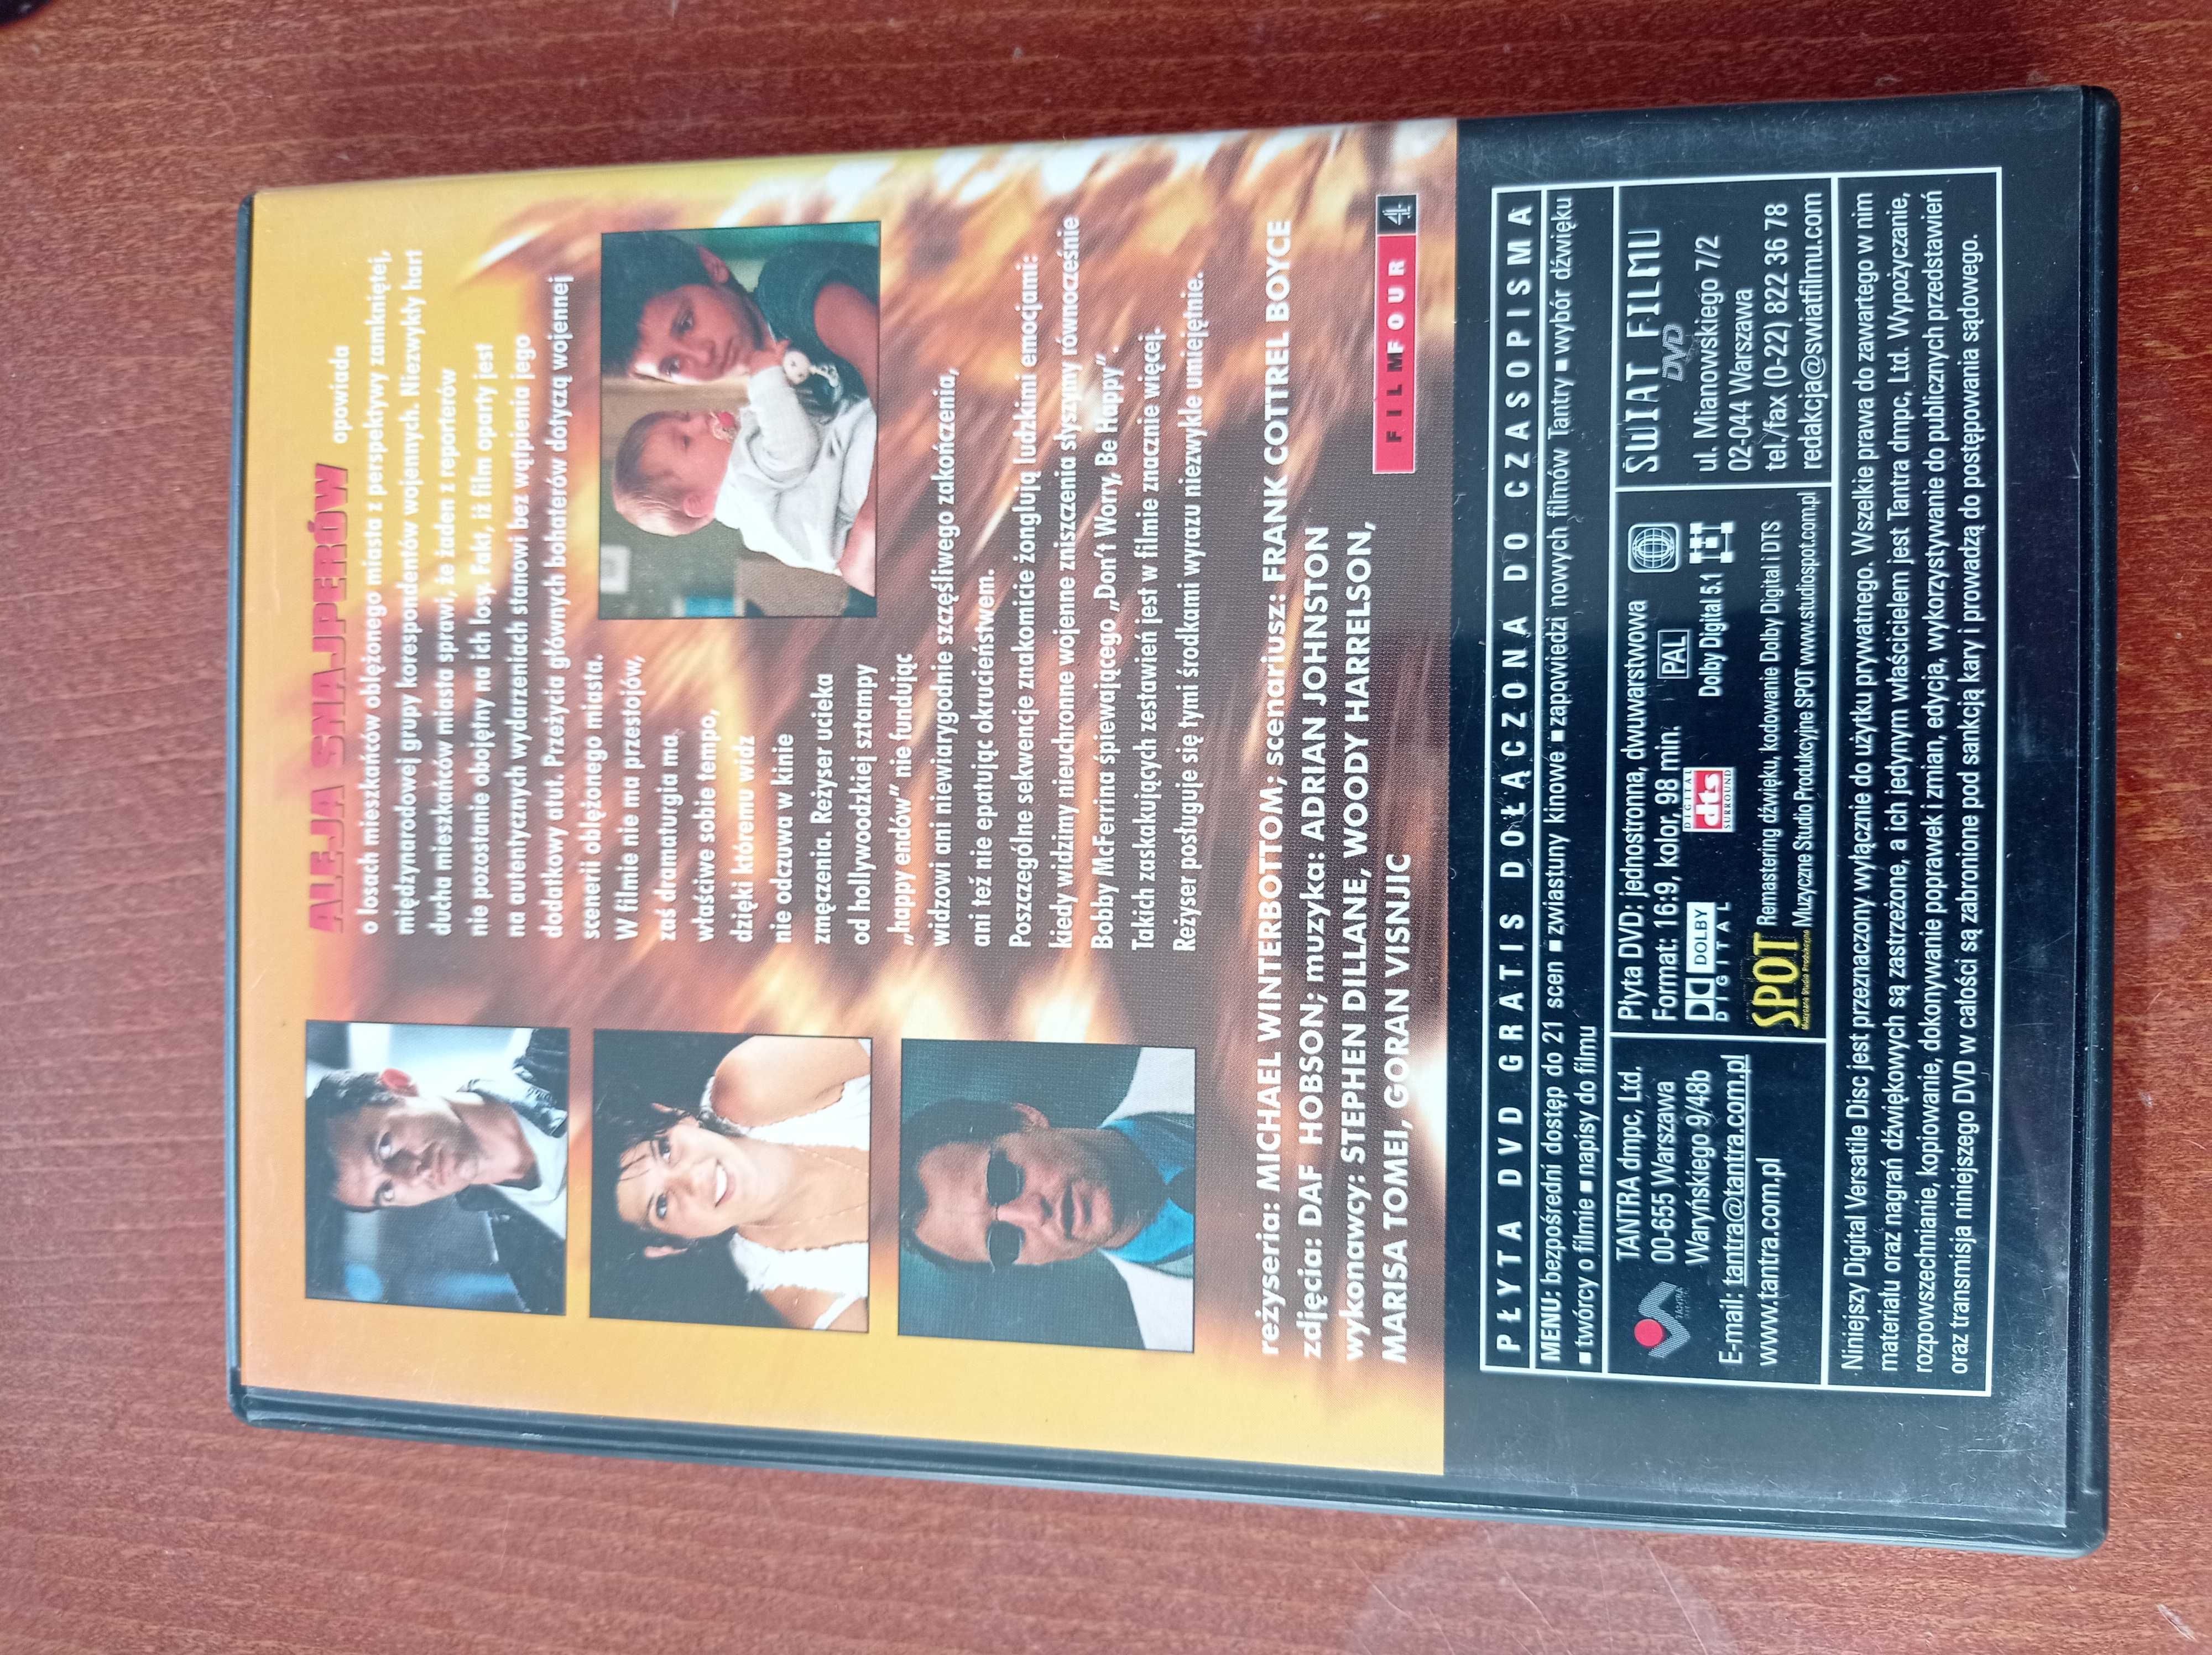 ALEJA SNAJPERÓW opowiada
o losach mieszkańców oblężonego miasta z perspektywy zamkniętej,
międzynarodowej grupy korespondentów wojennych. Niezwykły hart
ducha mieszkańców miasta sprawi, że żaden z reporterów
nie pozostanie obojętny na ich losy. Fakt, iż film oparty jest
na autentycznych wydarzeniach stanowi bez wątpienia jego
dodatkowy atut. Przeżycia głównych bohaterów dotyczą wojennej
scenerii oblężonego miasta.
W filmie nie ma przestojów,
zaś dramaturgia ma
właściwe sobie tempo,
dzięki któremu widz
nie odczuwa w kinie
zmęczenia. Reżyser ucieka
od hollywoodzkiej sztampy
„happy endów” nie fundując
widzowi ani niewiarygodnie szczęśliwego zakończenia,
ani też nie epatując okrucieństwem.
Poszczególne sekwencje znakomicie żonglują ludzkimi emocjami:
kiedy widzimy nieuchronne wojenne zniszczenia słyszymy równocześnie
Bobby McFerrina śpiewającego „Don't Worry, Be Happy”.
Takich zaskakujących zestawień jest w filmie znacznie więcej.
Reżyser posługuje się tymi środkami wyrazu niezwykle umiejętnie.
reżyseria: MICHAEL WINTERBOTTOM; scenariusz: FRANK COTTREL BOYCE
zdjęcia: DAF HOBSON; muzyka: ADRIAN JOHNSTON
wykonawcy: STEPHEN DILLANE, WOODY HARRELSON,
MARISA TOMEI, GORAN VISNJIC
FILMFOUR 4
PŁYTA DVD GRATIS DOŁĄCZONA DO CZASOPISMA
MENU: bezpośredni dostęp do 21 scen ■ zwiastuny kinowe ■ zapowiedzi nowych filmów Tantry ■ wybór dźwięku
■ twórcy o filmie ■ napisy do filmu
TANTRA
TANTRA dmpc, Ltd.
00-655 Warszawa
Waryńskiego 9/48b
E-mail: tantra@tantra.com.pl
www.tantra.com.pl
Płyta DVD: jednostronna, dwuwarstwowa
Format: 16:9, kolor, 98 min. PAL
DOLBY
DIGITAL
DIGITAL
dts
SURROUND
Dolby Digital 5.1
SPOT
Muzyczne Studio Produkcyjne
Remastering dźwięku, kodowanie Dolby Digital i DTS
Muzyczne Studio Produkcyjne SPOT www.studiospot.com.pl
ŚWIAT FILMU
DVD
ul. Mianowskiego 7/2
02-044 Warszawa
tel./fax (0-22) 822 36 78
redakcja@swiatfilmu.com
Niniejszy Digital Versatile Disc jest przeznaczony wyłącznie do użytku prywatnego. Wszelkie prawa do zawartego w nim
materiału oraz nagrań dźwiękowych są zastrzeżone, a ich jedynym właścicielem jest Tantra dmpc, Ltd. Wypożyczanie,
rozpowszechnianie, kopiowanie, dokonywanie poprawek i zmian, edycja, wykorzystywanie do publicznych przedstawień
oraz transmisja niniejszego DVD w całości są zabronione pod sankcją kary i prowadzą do postępowania sądowego.